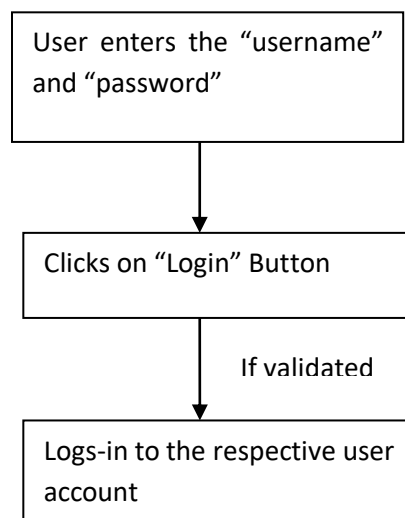 User enters the “username”
and “password”
Clicks on “Login” Button
If validated
Logs-in to the respective user
account